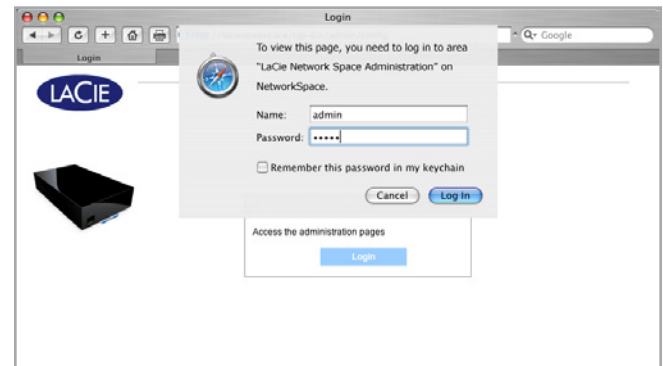 Login
Google
Login
To view this page, you need to log in to area
"LaCie Network Space Administration" on
NetworkSpace.
Name: admin
Password: •••••
Remember this password in my keychain
Cancel Log In
LACIE
Access the administration pages
Login